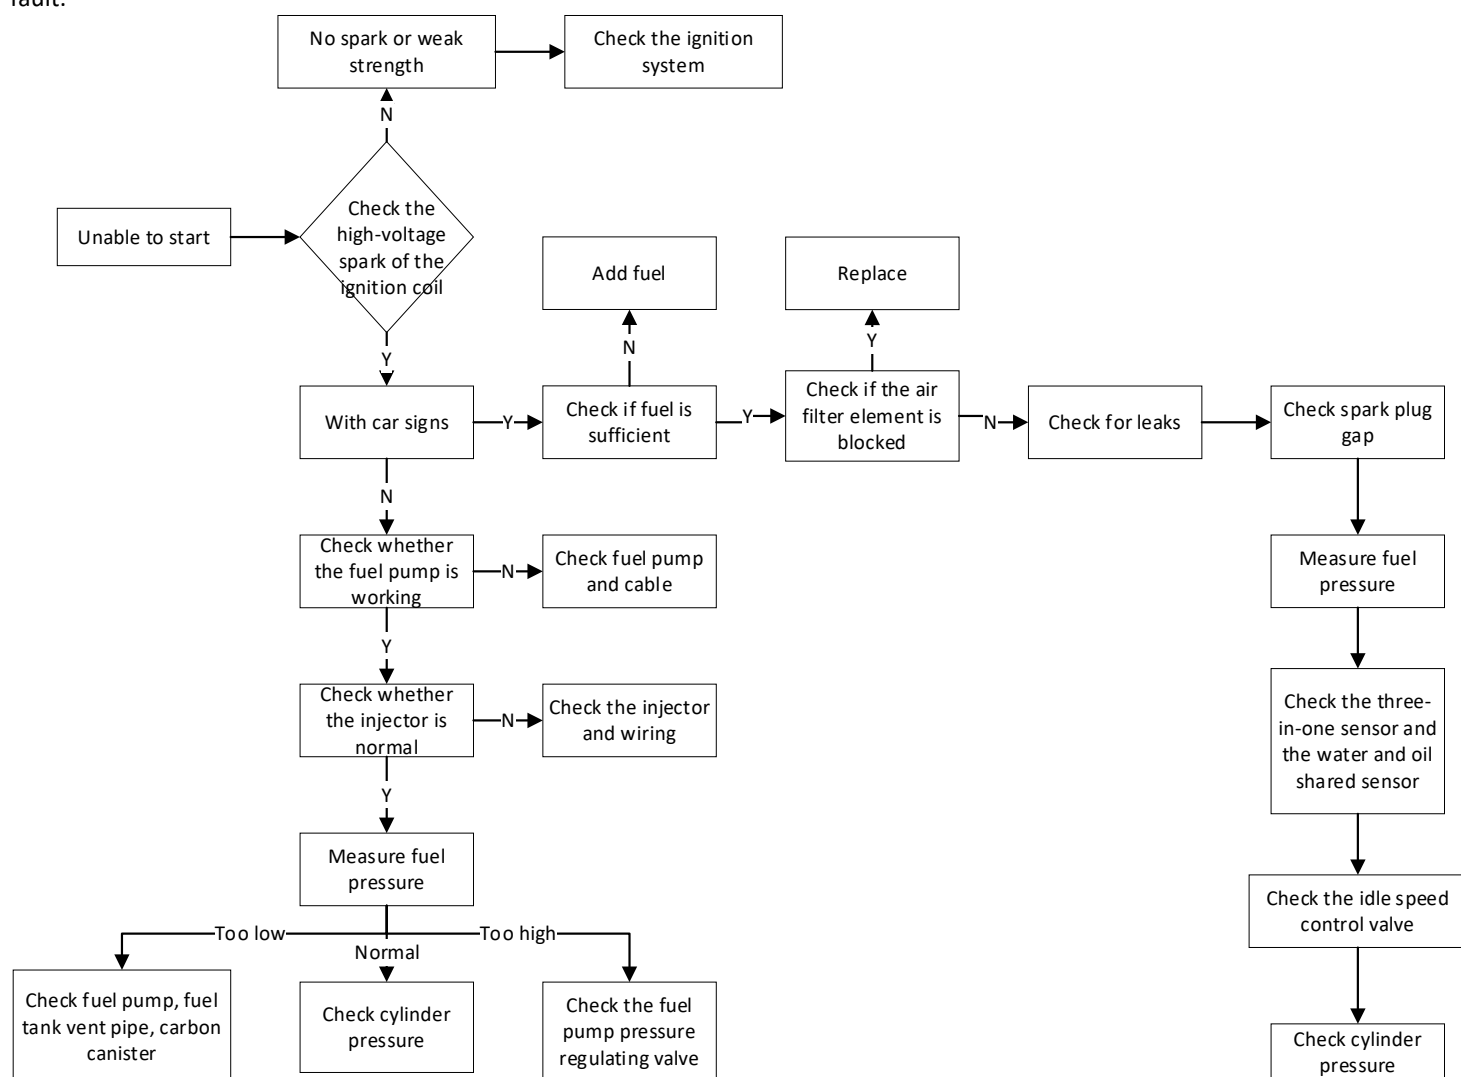 fault.
No spark or weak
strength
Check the ignition
system
N
Unable to start
Check the
high-voltage
spark of the
ignition coil
Y
Add fuel
Replace
N
Y
With car signs
Y
Check if fuel is
sufficient
Y
Check if the air
filter element is
blocked
N
Check for leaks
Check spark plug
gap
N
Check whether
the fuel pump is
working
N
Check fuel pump
and cable
Measure fuel
pressure
Y
Check whether
the injector is
normal
N
Check the injector
and wiring
Check the three-
in-one sensor and
the water and oil
shared sensor
Y
Measure fuel
pressure
Check the idle speed
control valve
Too low
Normal
Too high
Check fuel pump, fuel
tank vent pipe, carbon
canister
Check cylinder
pressure
Check the fuel
pump pressure
regulating valve
Check cylinder
pressure